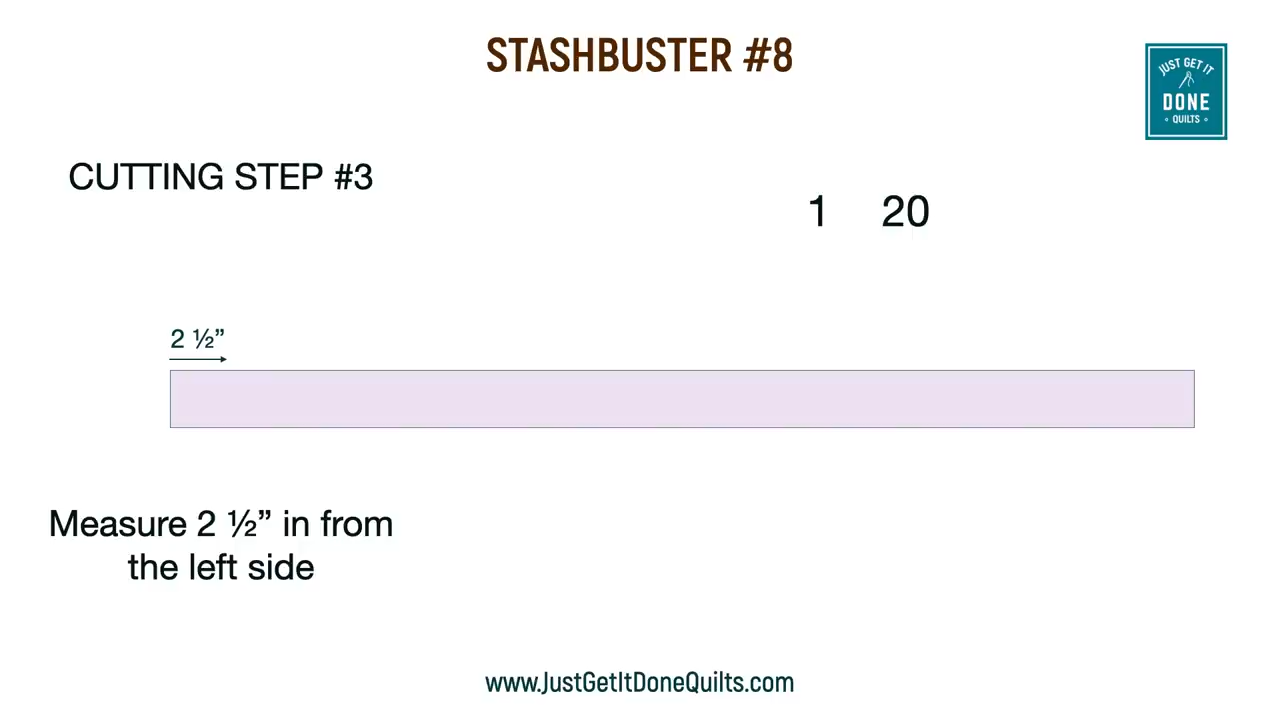 STASHBUSTER #8
JUST GET IT
DONE
QUILTS
CUTTING STEP #3
1 20
2 ½”
Measure 2 ½” in from
the left side
www.JustGetItDoneQuilts.com